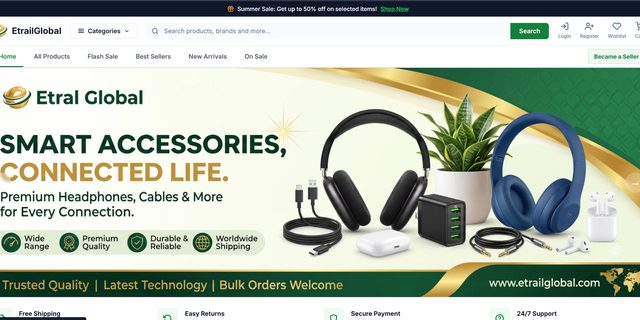 Summer Sale: Get up to 50% off on selected items! Shop Now
EtrailGlobal
Categories
Search products, brands and more...
Search
Login
Register
Wishlist
Home
All Products
Flash Sale
Best Sellers
New Arrivals
On Sale
Become a Seller
Etral Global
SMART ACCESSORIES,
CONNECTED LIFE.
Premium Headphones, Cables & More
for Every Connection.
Wide
Range
Premium
Quality
Durable &
Reliable
Worldwide
Shipping
Trusted Quality | Latest Technology | Bulk Orders Welcome
www.etrailglobal.com
Free Shipping
Easy Returns
Secure Payment
24/7 Support